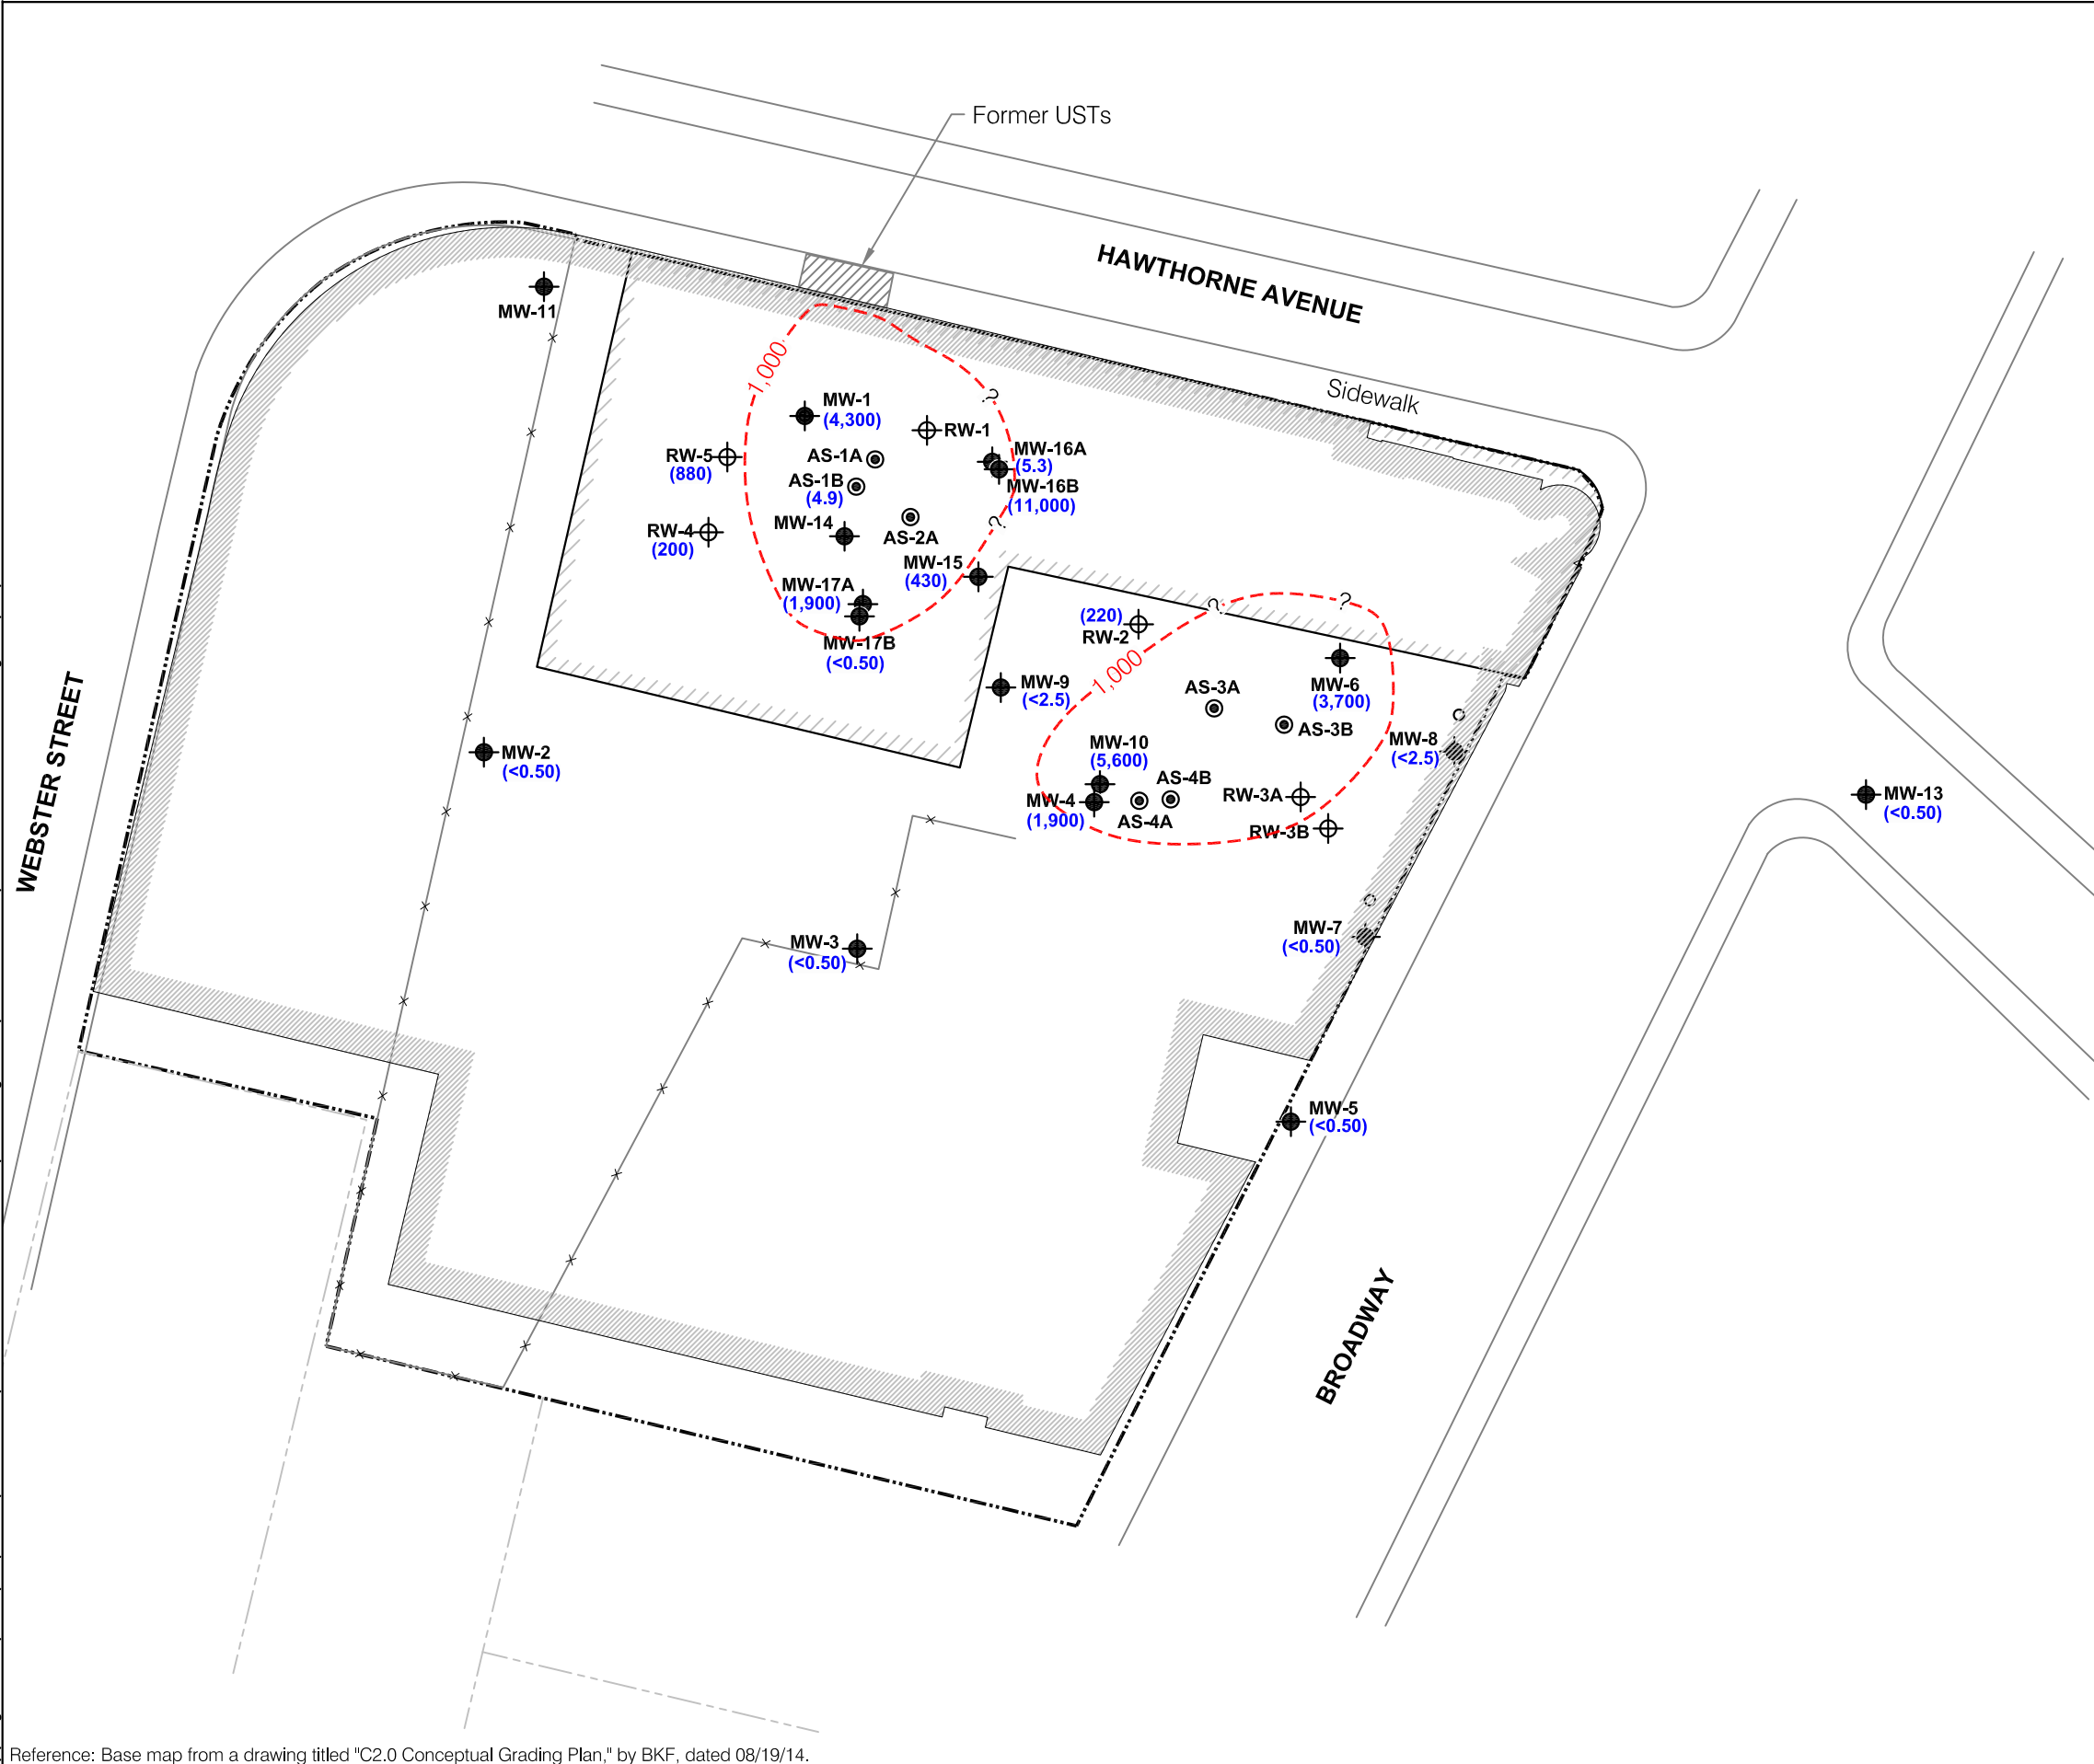 Former USTs
HAWTHORNE AVENUE
MW-11
Sidewalk
1,000
?
MW-1
(4,300)
RW-1
RW-5
(880)
AS-1A
MW-16A
(5.3)
AS-1B
(4.9)
MW-16B
(11,000)
MW-14
?
RW-4
(200)
AS-2A
MW-15
(430)
MW-17A
(1,900)
?
?
(220)
RW-2
MW-17B
(<0.50)
1,000
MW-9
(<2.5)
AS-3A
MW-6
(3,700)
WEBSTER STREET
AS-3B
MW-2
(<0.50)
MW-10
(5,600)
MW-8
(<2.5)
AS-4B
MW-4
(1,900)
RW-3A
MW-13
(<0.50)
AS-4A
RW-3B
MW-3
(<0.50)
MW-7
(<0.50)
MW-5
(<0.50)
BROADWAY
Reference: Base map from a drawing titled "C2.0 Conceptual Grading Plan," by BKF, dated 08/19/14.